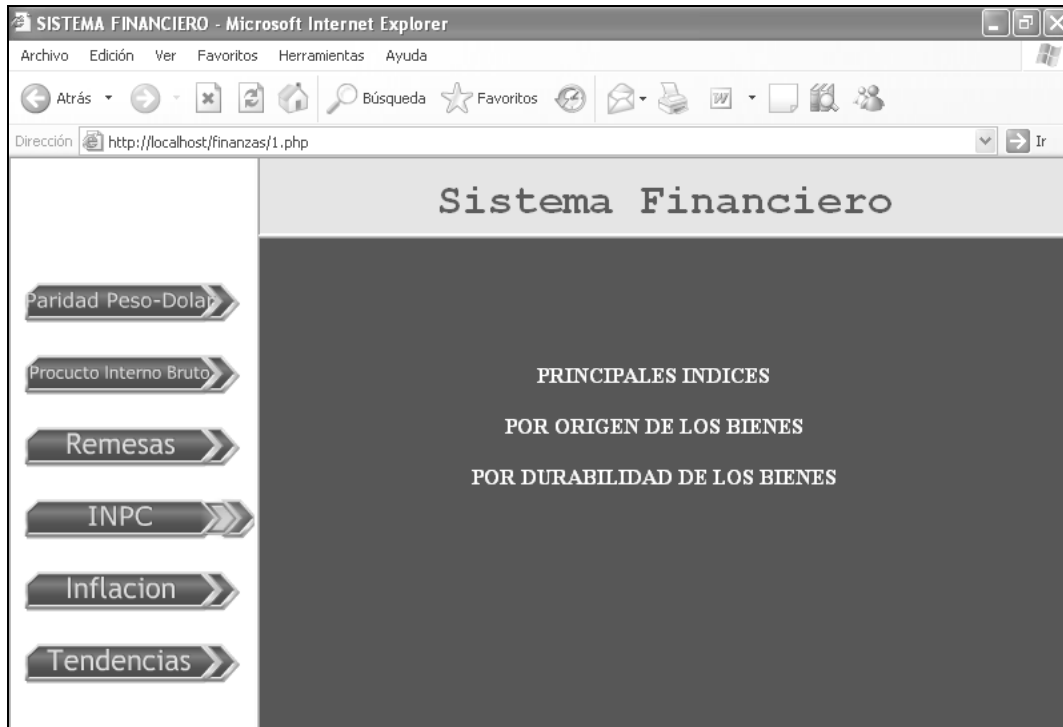 SISTEMA FINANCIERO - Microsoft Internet Explorer
Archivo Edición Ver Favoritos Herramientas Ayuda
Atrás Búsqueda Favoritos
Dirección http://localhost/finanzas/1.php Ir
Sistema Financiero
Paridad Peso-Dolar
Procucto Interno Bruto
Remesas
INPC
Inflacion
Tendencias
PRINCIPALES INDICES
POR ORIGEN DE LOS BIENES
POR DURABILIDAD DE LOS BIENES